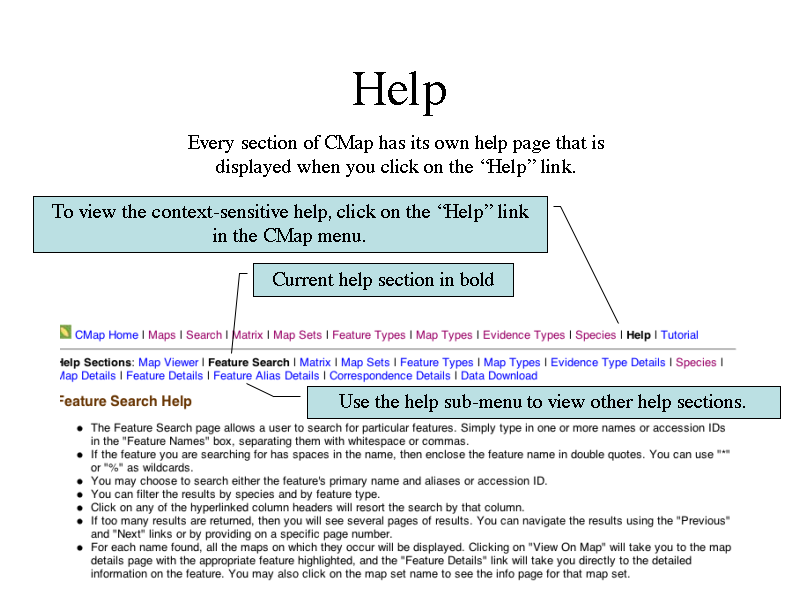 Help
Every section of CMap has its own help page that is
displayed when you click on the “Help” link.
To view the context-sensitive help, click on the “Help” link
in the CMap menu.
Current help section in bold
CMap Home | Maps | Search | Matrix | Map Sets | Feature Types | Map Types | Evidence Types | Species | Help | Tutorial
Help Sections: Map Viewer | Feature Search | Matrix | Map Sets | Feature Types | Map Types | Evidence Type Details | Species |
Map Details | Feature Details | Feature Alias Details | Correspondence Details | Data Download
Use the help sub-menu to view other help sections.
Feature Search Help
• The Feature Search page allows a user to search for particular features. Simply type in one or more names or accession IDs
in the "Feature Names" box, separating them with whitespace or commas.
• If the feature you are searching for has spaces in the name, then enclose the feature name in double quotes. You can use "*"
or "%" as wildcards.
• You may choose to search either the feature's primary name and aliases or accession ID.
• You can filter the results by species and by feature type.
• Click on any of the hyperlinked column headers will resort the search by that column.
• If too many results are returned, then you will see several pages of results. You can navigate the results using the "Previous"
and "Next" links or by providing on a specific page number.
• For each name found, all the maps on which they occur will be displayed. Clicking on "View On Map" will take you to the map
details page with the appropriate feature highlighted, and the "Feature Details" link will take you directly to the detailed
information on the feature. You may also click on the map set name to see the info page for that map set.